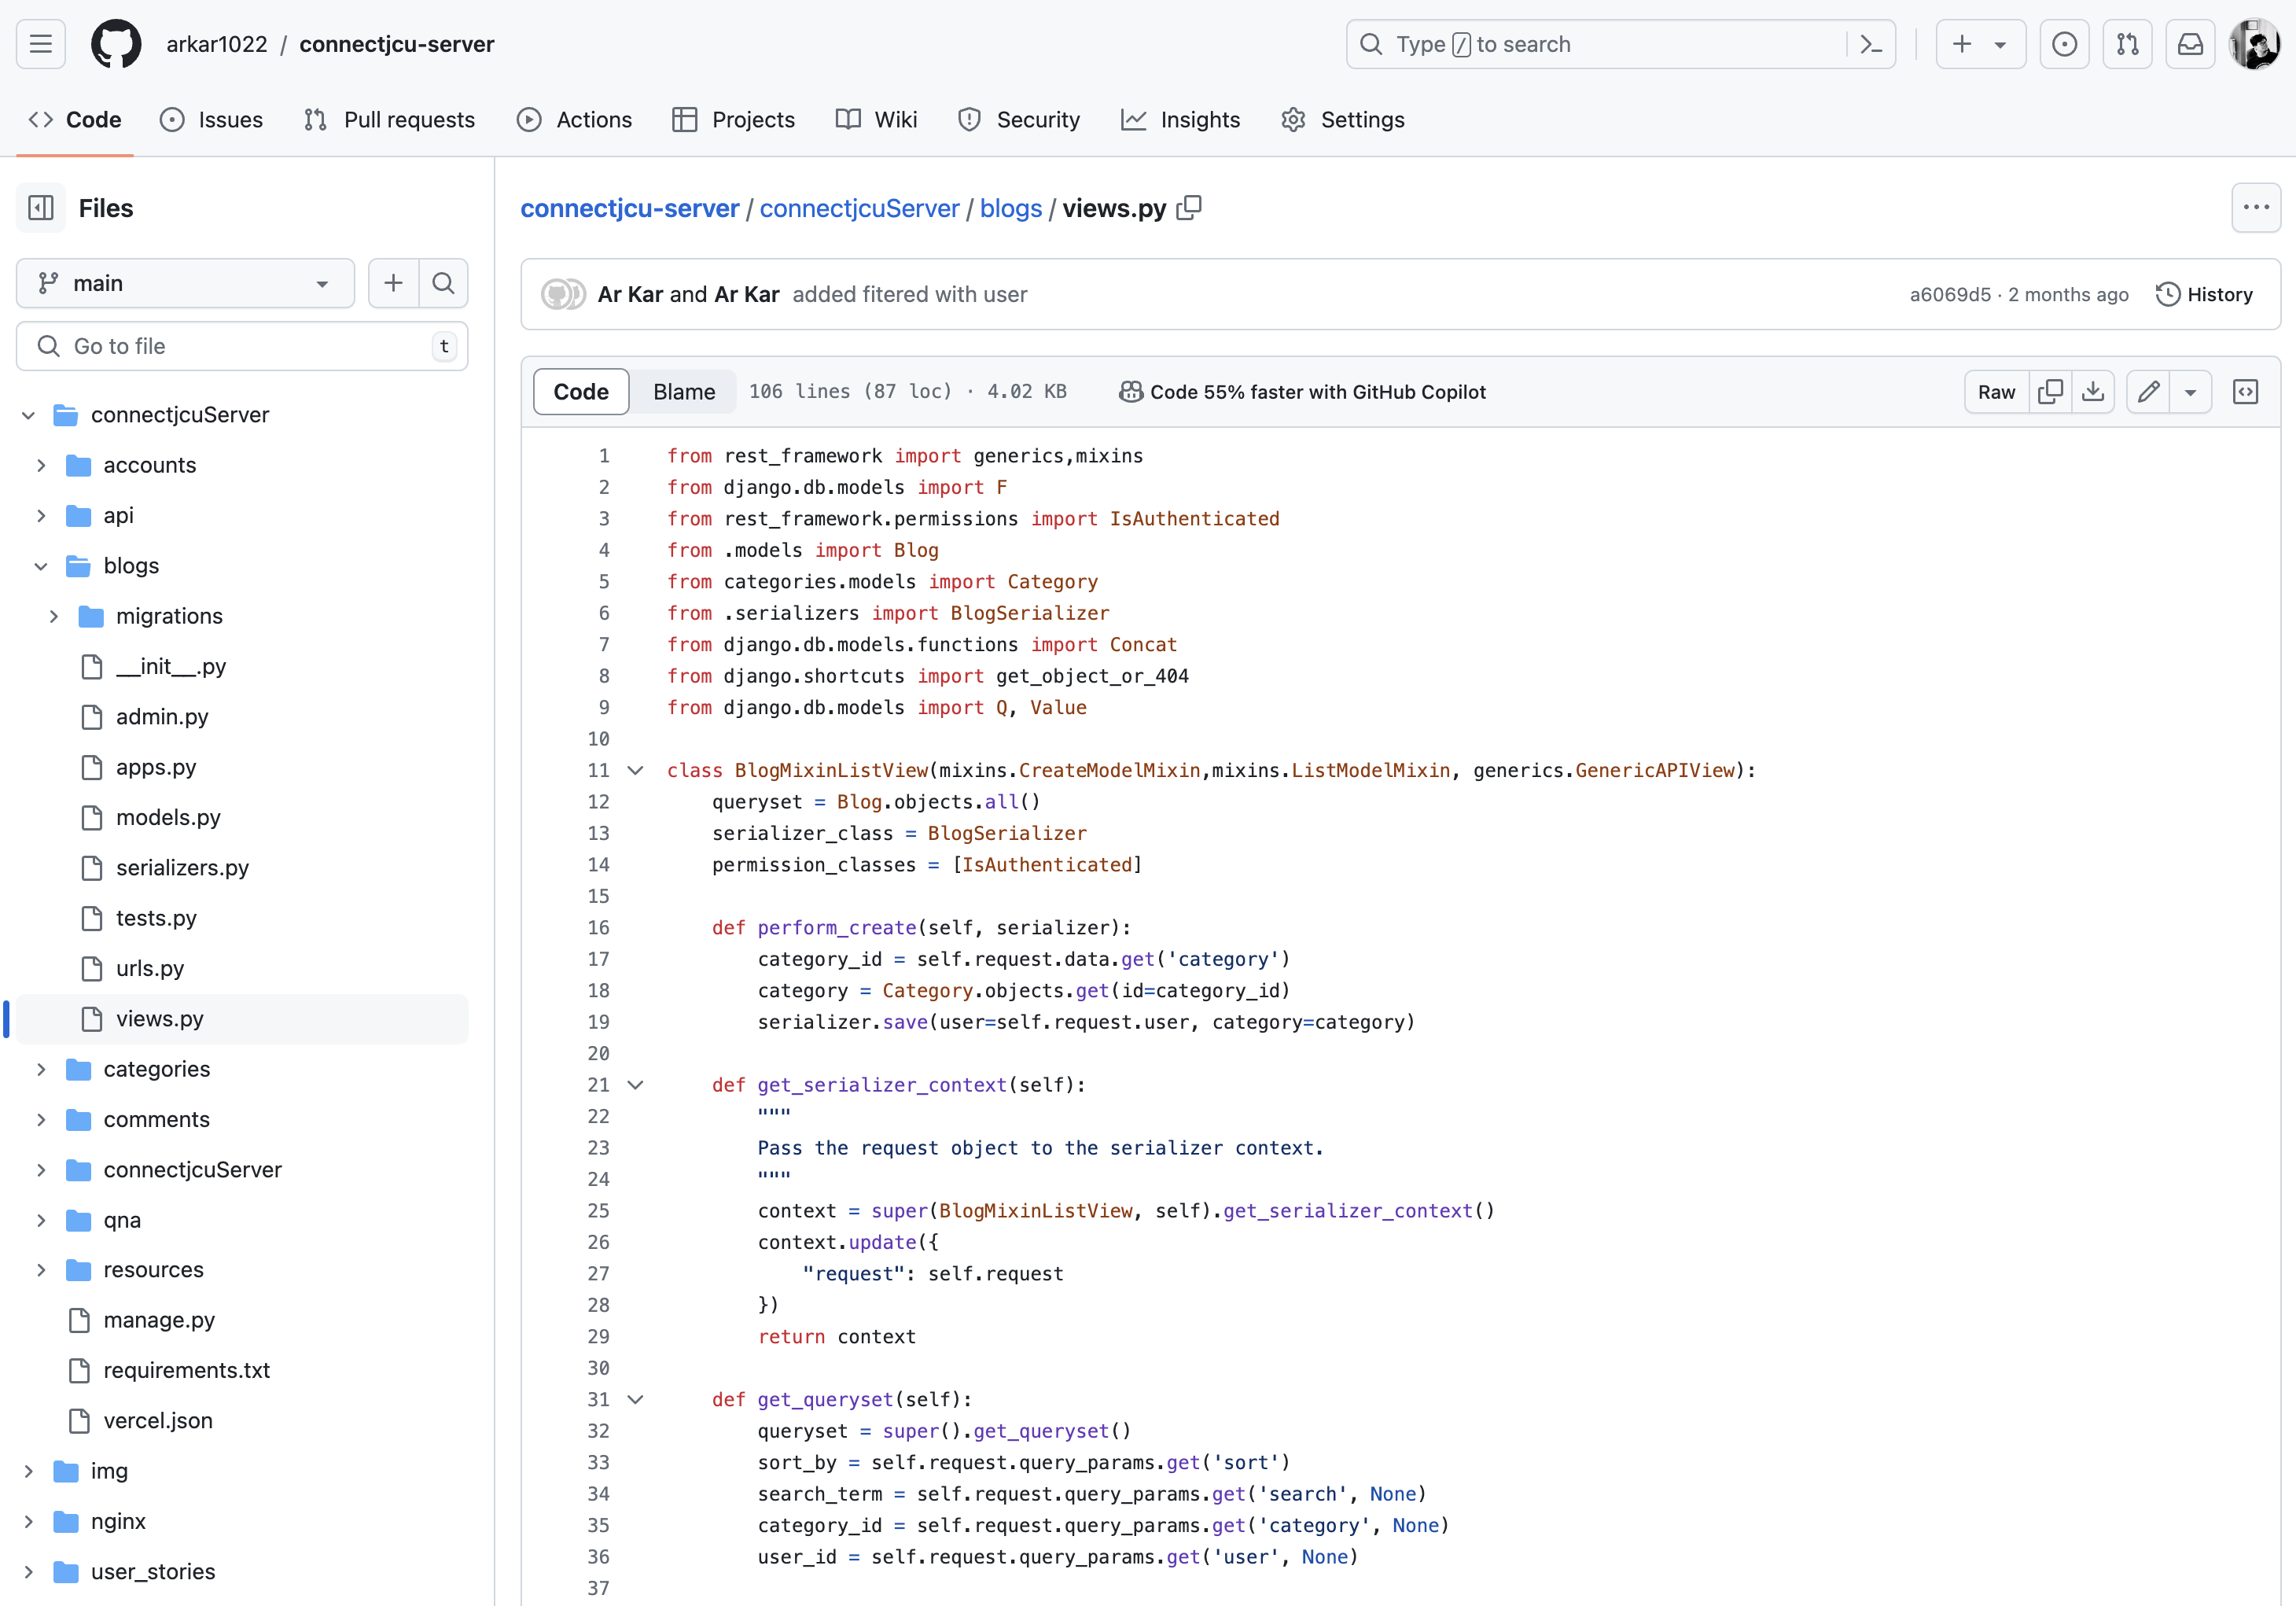 arkar1022 / connectjcu-server
Type / to search
Code
Issues
Pull requests
Actions
Projects
Wiki
Security
Insights
Settings
Files
main
Go to file
t
connectjcuServer
accounts
api
blogs
migrations
__init__.py
admin.py
apps.py
models.py
serializers.py
tests.py
urls.py
views.py
categories
comments
connectjcuServer
qna
resources
manage.py
requirements.txt
vercel.json
img
nginx
user_stories
connectjcu-server / connectjcuServer / blogs / views.py
Ar Kar and Ar Kar added fitered with user
a6069d5 · 2 months ago
History
Code
Blame
106 lines (87 loc) · 4.02 KB
Code 55% faster with GitHub Copilot
Raw
1 from rest_framework import generics,mixins
2 from django.db.models import F
3 from rest_framework.permissions import IsAuthenticated
4 from .models import Blog
5 from categories.models import Category
6 from .serializers import BlogSerializer
7 from django.db.models.functions import Concat
8 from django.shortcuts import get_object_or_404
9 from django.db.models import Q, Value
10
11 class BlogMixinListView(mixins.CreateModelMixin,mixins.ListModelMixin, generics.GenericAPIView):
12     queryset = Blog.objects.all()
13     serializer_class = BlogSerializer
14     permission_classes = [IsAuthenticated]
15
16     def perform_create(self, serializer):
17         category_id = self.request.data.get('category')
18         category = Category.objects.get(id=category_id)
19         serializer.save(user=self.request.user, category=category)
20
21     def get_serializer_context(self):
22         """
23         Pass the request object to the serializer context.
24         """
25         context = super(BlogMixinListView, self).get_serializer_context()
26         context.update({
27             "request": self.request
28         })
29         return context
30
31     def get_queryset(self):
32         queryset = super().get_queryset()
33         sort_by = self.request.query_params.get('sort')
34         search_term = self.request.query_params.get('search', None)
35         category_id = self.request.query_params.get('category', None)
36         user_id = self.request.query_params.get('user', None)
37